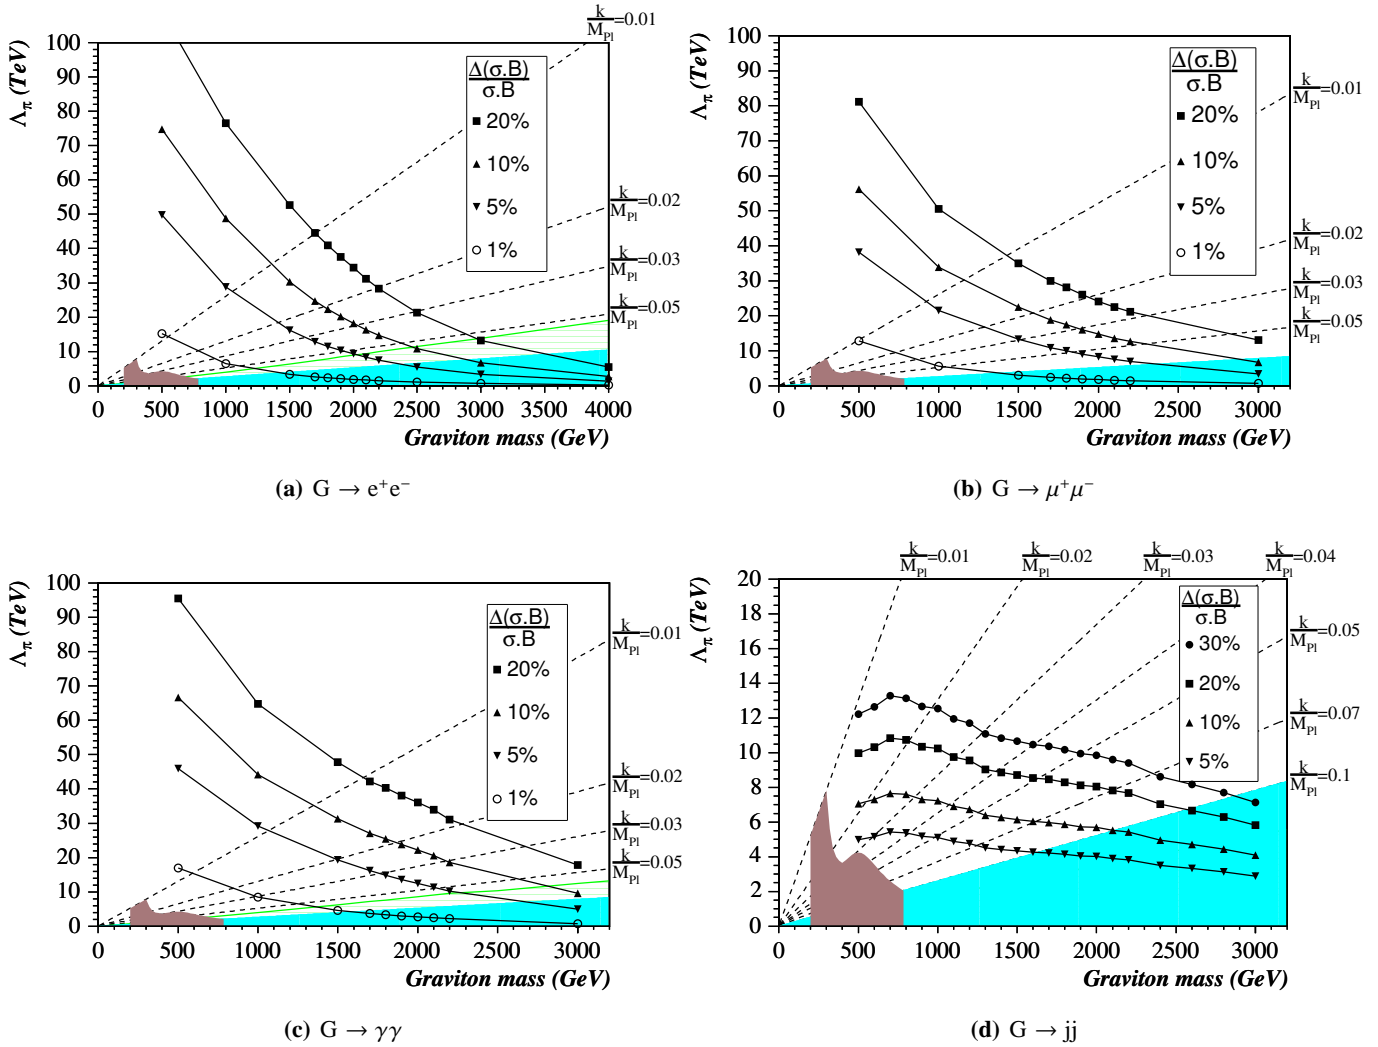 k/M_Pl=0.01
Λ_π (TeV)
100
90
80
70
60
50
40
30
20
10
0
Δ(σ.B)
σ.B
20%
10%
5%
1%
k/M_Pl=0.02
k/M_Pl=0.03
k/M_Pl=0.05
0 500 1000 1500 2000 2500 3000 3500 4000
Graviton mass (GeV)
(a) G → e⁺e⁻
Λ_π (TeV)
100
90
80
70
60
50
40
30
20
10
0
Δ(σ.B)
σ.B
20%
10%
5%
1%
k/M_Pl=0.01
k/M_Pl=0.02
k/M_Pl=0.03
k/M_Pl=0.05
0 500 1000 1500 2000 2500 3000
Graviton mass (GeV)
(b) G → μ⁺μ⁻
Λ_π (TeV)
100
90
80
70
60
50
40
30
20
10
0
Δ(σ.B)
σ.B
20%
10%
5%
1%
k/M_Pl=0.01
k/M_Pl=0.02
k/M_Pl=0.03
k/M_Pl=0.05
0 500 1000 1500 2000 2500 3000
Graviton mass (GeV)
(c) G → γγ
k/M_Pl=0.01 k/M_Pl=0.02 k/M_Pl=0.03 k/M_Pl=0.04
Λ_π (TeV)
20
18
16
14
12
10
8
6
4
2
0
Δ(σ.B)
σ.B
30%
20%
10%
5%
k/M_Pl=0.05
k/M_Pl=0.07
k/M_Pl=0.1
0 500 1000 1500 2000 2500 3000
Graviton mass (GeV)
(d) G → jj